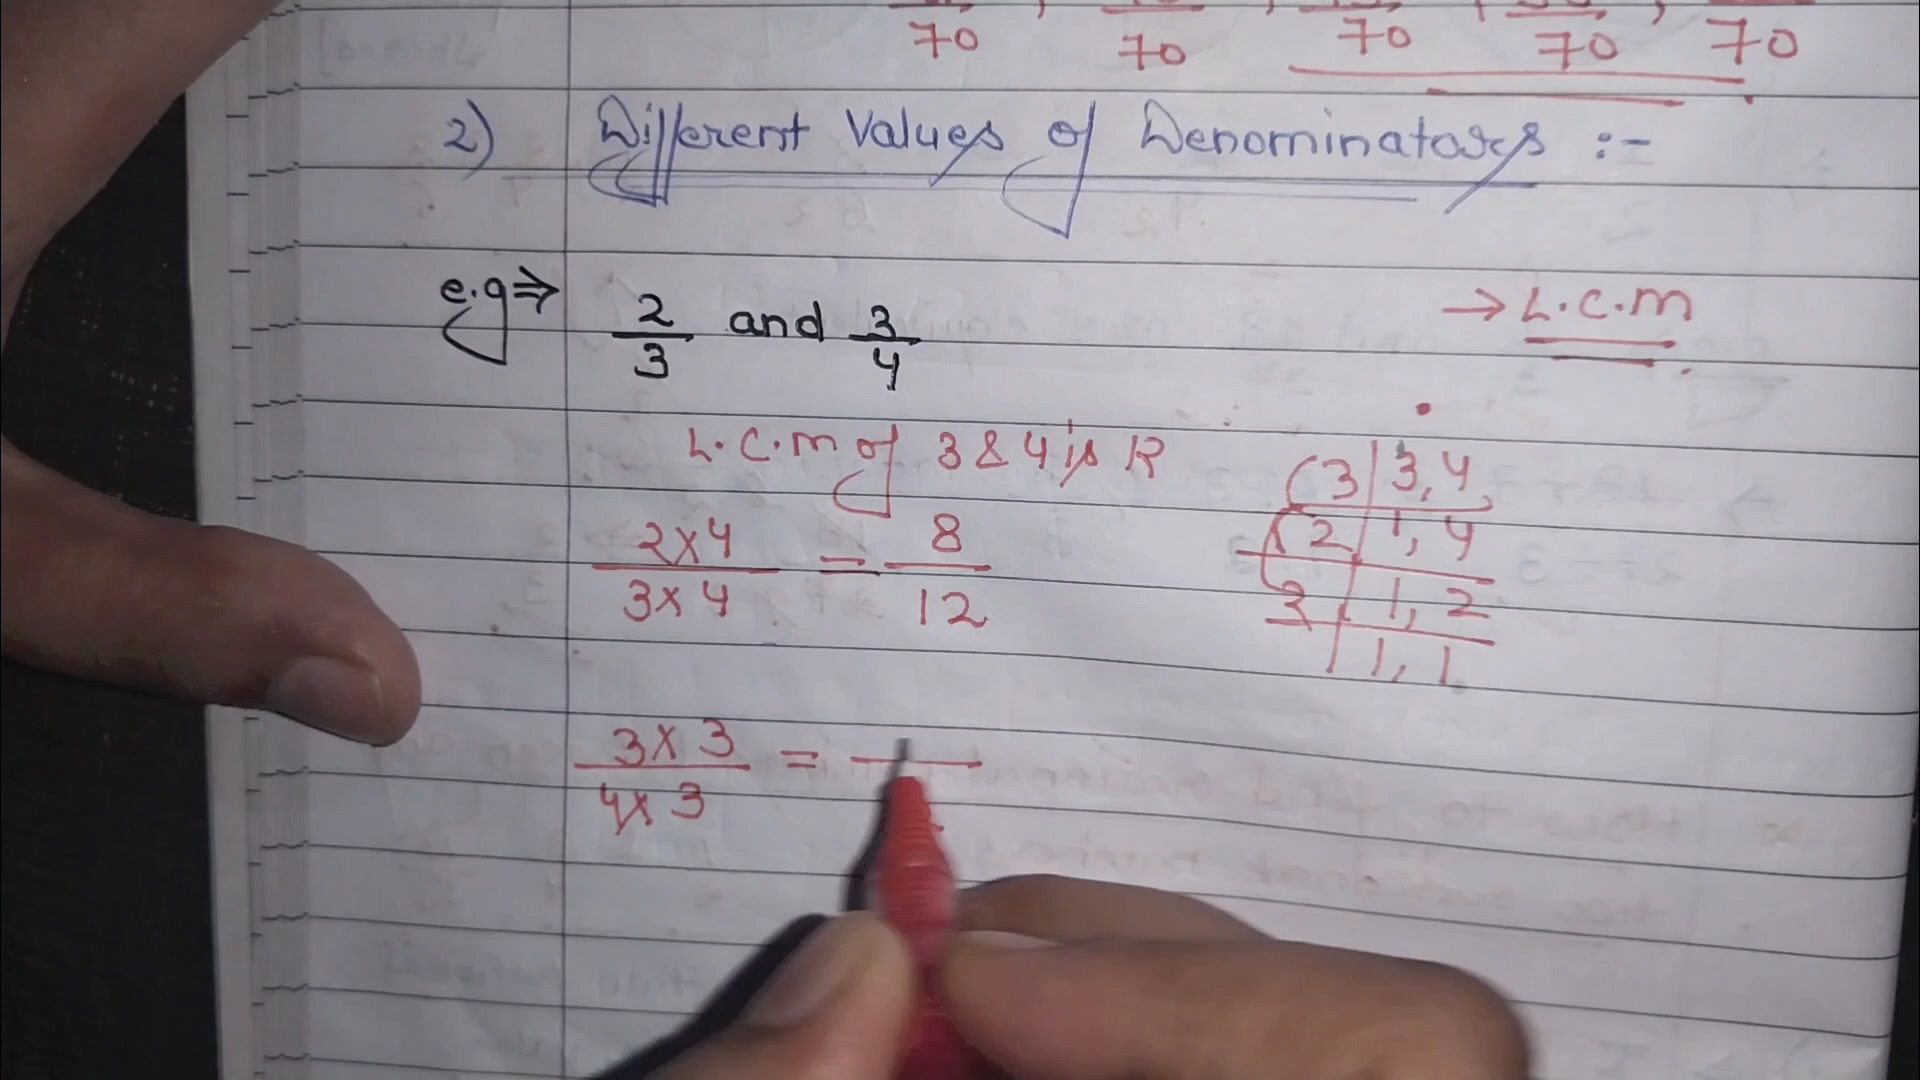 70 , 70 , 70 , 70 , 70
2) Different Values of Denominators :-
e.g ⇒ 2/3 and 3/4 → L.C.M
L.C.M of 3 & 4 is 12
2×4/3×4 = 8/12
3×3/4×3 =
3 | 3, 4
2 | 1, 4
2 | 1, 2
| 1, 1